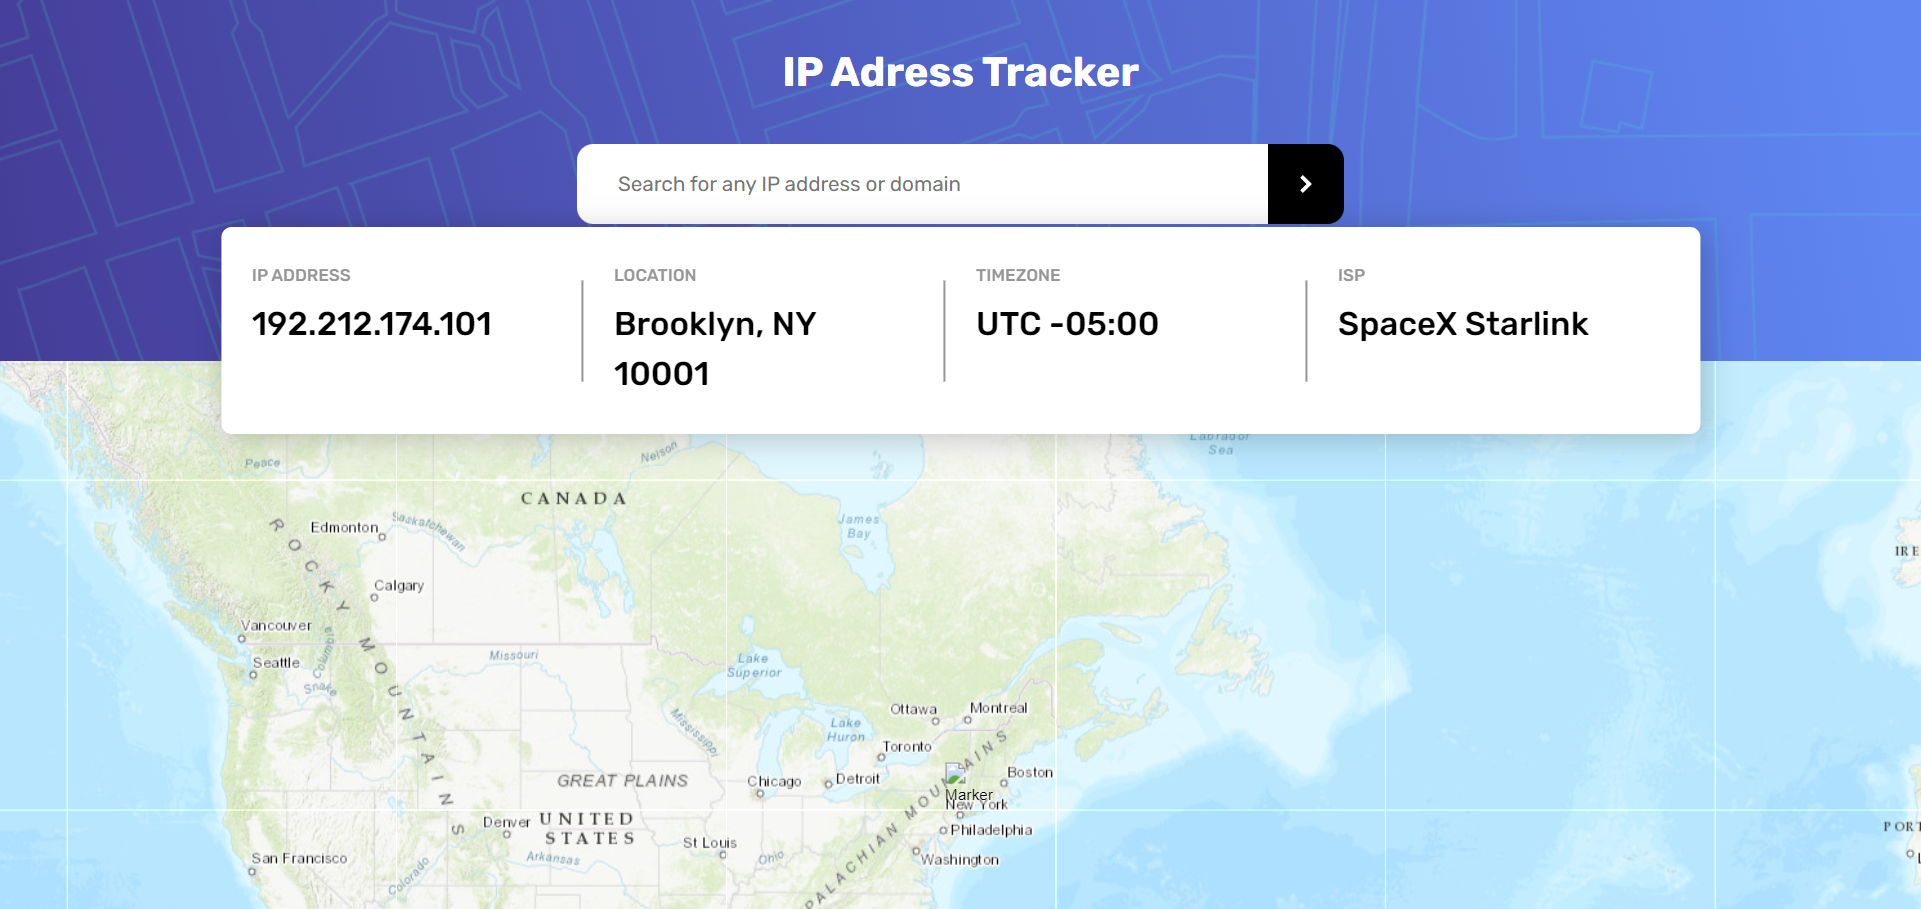 IP Adress Tracker
Search for any IP address or domain
IP ADDRESS
192.212.174.101
LOCATION
Brooklyn, NY
10001
TIMEZONE
UTC -05:00
ISP
SpaceX Starlink
Labrador
Sea
Peace
Nelson
CANADA
Edmonton
Saskatchewan
James
Bay
ROCKY MOUNTAINS
Calgary
Vancouver
Columbia
Seattle
Snake
Missouri
Lake
Superior
Mississippi
Ottawa
Montreal
Lake
Huron
Toronto
GREAT PLAINS
Chicago
Detroit
Boston
Marker
New York
PALACHIAN MOUNTAINS
Denver
UNITED
STATES
Philadelphia
St Louis
Ohio
Washington
San Francisco
Colorado
Arkansas
IRE
PORT
L